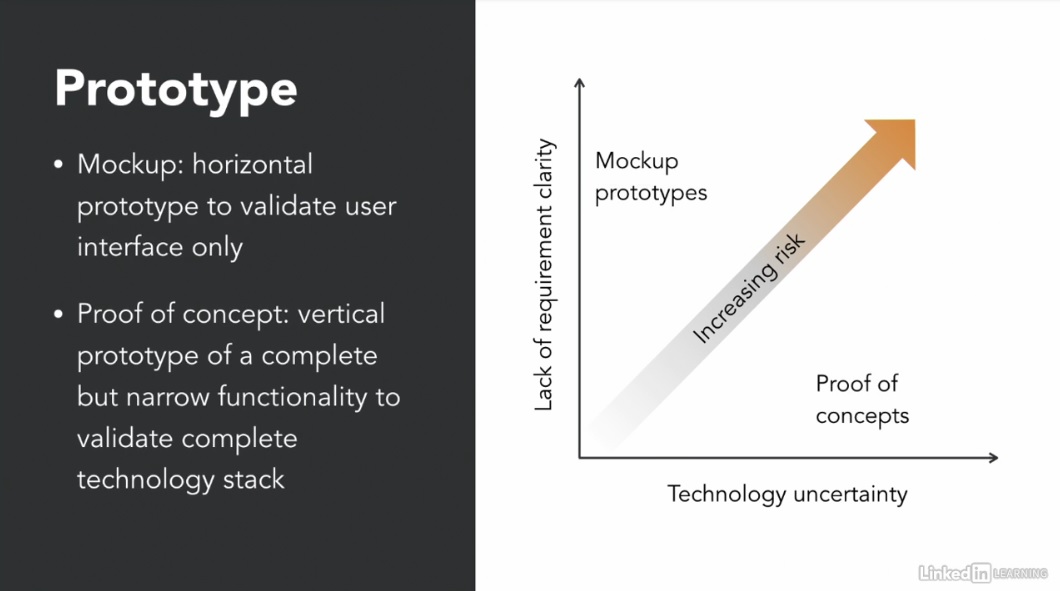 Prototype
• Mockup: horizontal
prototype to validate user
interface only
• Proof of concept: vertical
prototype of a complete
but narrow functionality to
validate complete
technology stack
Lack of requirement clarity
Mockup
prototypes
Increasing risk
Proof of
concepts
Technology uncertainty
Linked in LEARNING